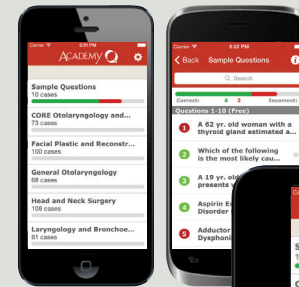 Carrier 5:01 PM
ACADEMY Q
Sample Questions
10 cases
CORE Otolaryngology and...
73 cases
Facial Plastic and Reconstr...
100 cases
General Otolaryngology
68 cases
Head and Neck Surgery
108 cases
Laryngology and Bronchoe...
81 cases
Carrier 5:02 PM
Back Sample Questions
Search
Correct: 6 3 Incorrect:
Questions 1-10 (Free)
1 A 62 yr. old woman with a
thyroid gland estimated a...
2 Which of the following
is the most likely cau...
3 A 19 yr. old
presents
4 Aspirin
Disorder
5 Adductor
Dysphoni